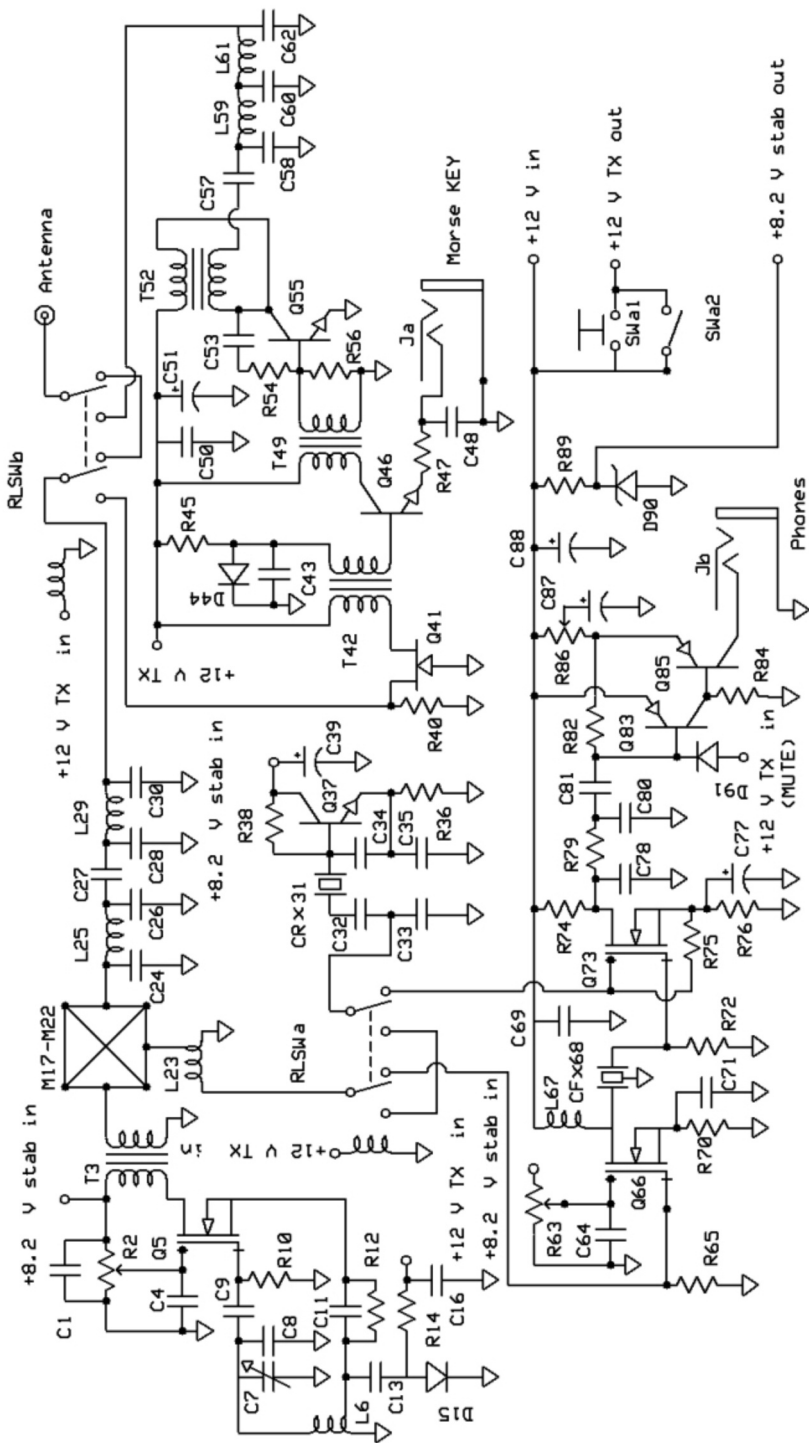 +8.2 V stab in
C1
R2
T3
C4
Q5
L6
C7
C8
C9
R10
C11
R12
C13
R14
D15
C16
+12 V TX in
+8.2 V stab in
M17-M22
L23
+12 V TX in
C24
L25
C26
C27
C28
L29
C30
+8.2 V stab in
+12 V TX in
RLSWb
Antenna
RLSWa
CRx31
C32
C33
C34
C35
R36
Q37
R38
C39
R40
Q41
T42
C43
D44
R45
+12 V TX
Q46
R47
C48
T49
C50
C51
T52
C53
R54
Q55
R56
C57
C58
L59
C60
L61
C62
Ja
Morse KEY
R63
C64
R65
Q66
L67
CFx68
C69
R70
C71
R72
Q73
R74
R75
R76
C77
C78
R79
C80
C81
R82
Q83
R84
Q85
R86
C87
C88
R89
D90
D91
+12 V TX in
(MUTE)
Jb
Phones
+12 V in
SWa1
SWa2
+12 V TX out
+8.2 V stab out